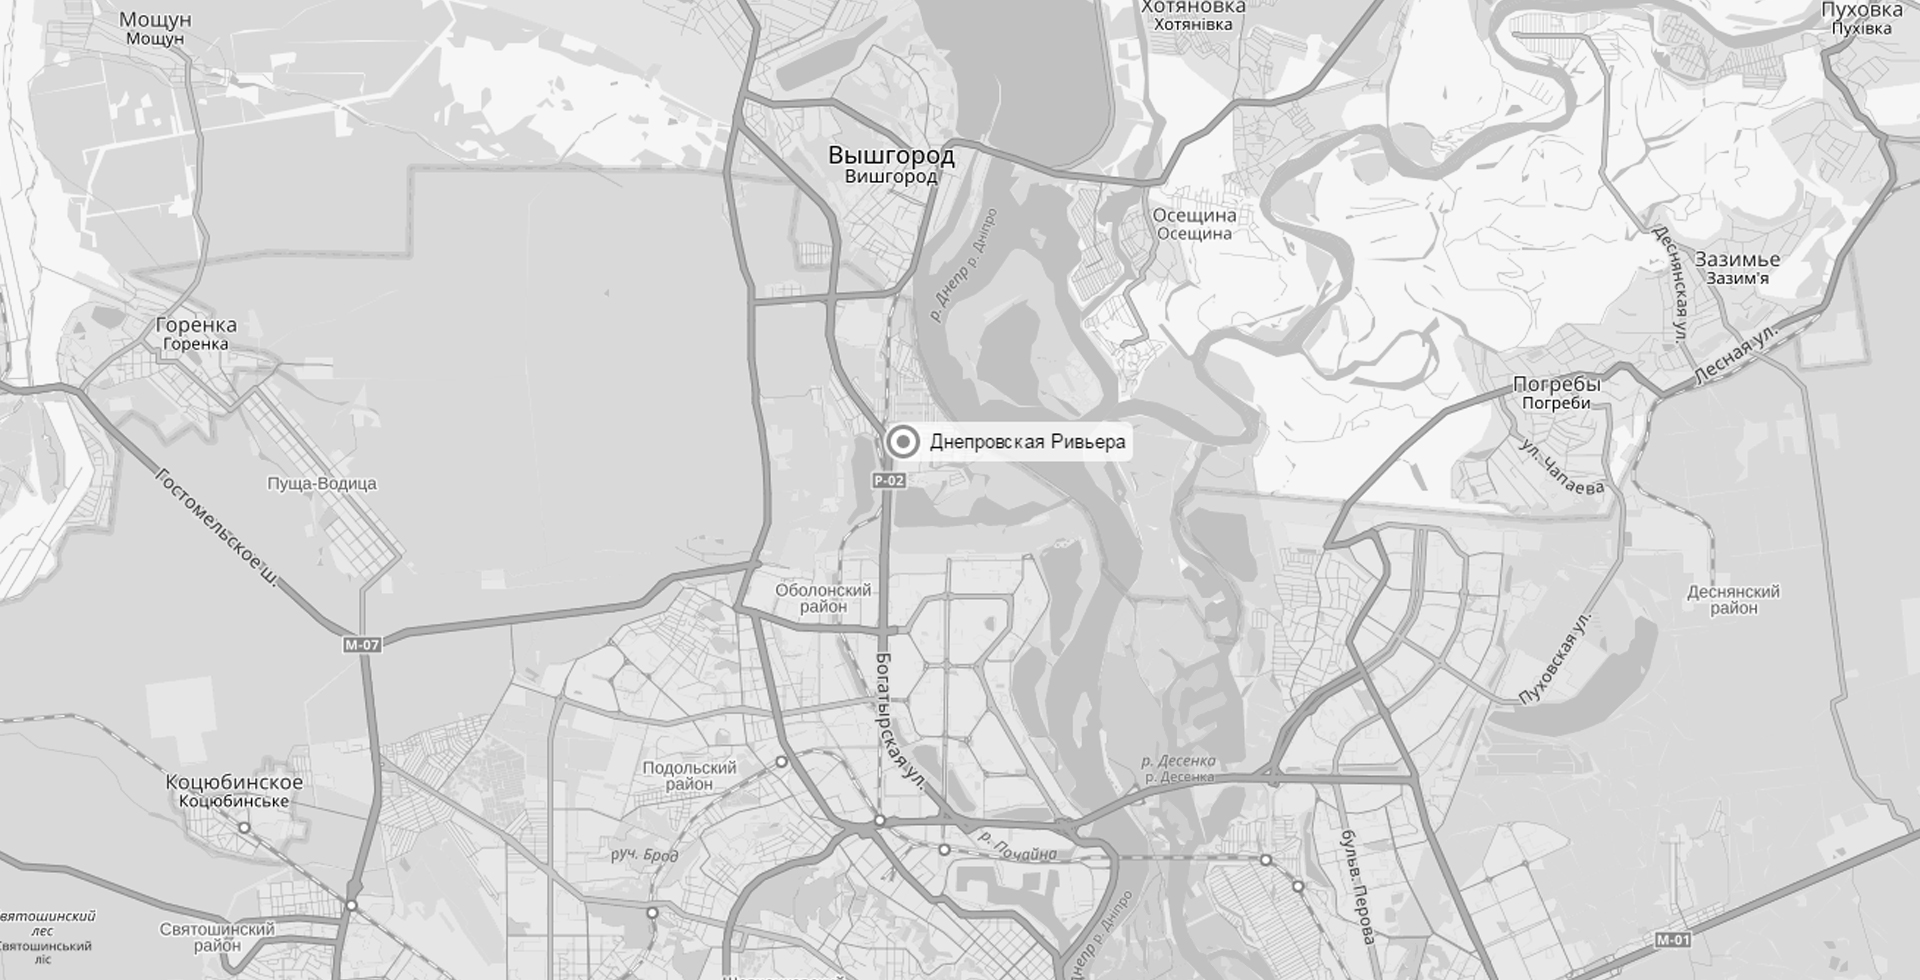 Мощун
Мощун
Хотяновка
Хотянівка
Пуховка
Пухівка
Вышгород
Вишгород
Осещина
Осещина
р. Днепр р. Дніпро
Деснянская ул.
Зазимье
Зазим'я
Лесная ул.
Горенка
Горенка
Погребы
Погреби
ул. Чапаева
Днепровская Ривьера
Р-02
Пуща-Водица
Гостомельское ш.
Оболонский
район
Деснянский
район
М-07
Богатырская ул.
Пуховская ул.
Подольский
район
р. Десенка
р. Десенка
Коцюбинское
Коцюбинське
руч. Брод
р. Почайна
бульв. Перова
Днепр р. Дніпро
вятошинский
лес
Святошинський
ліс
Святошинский
район
М-01